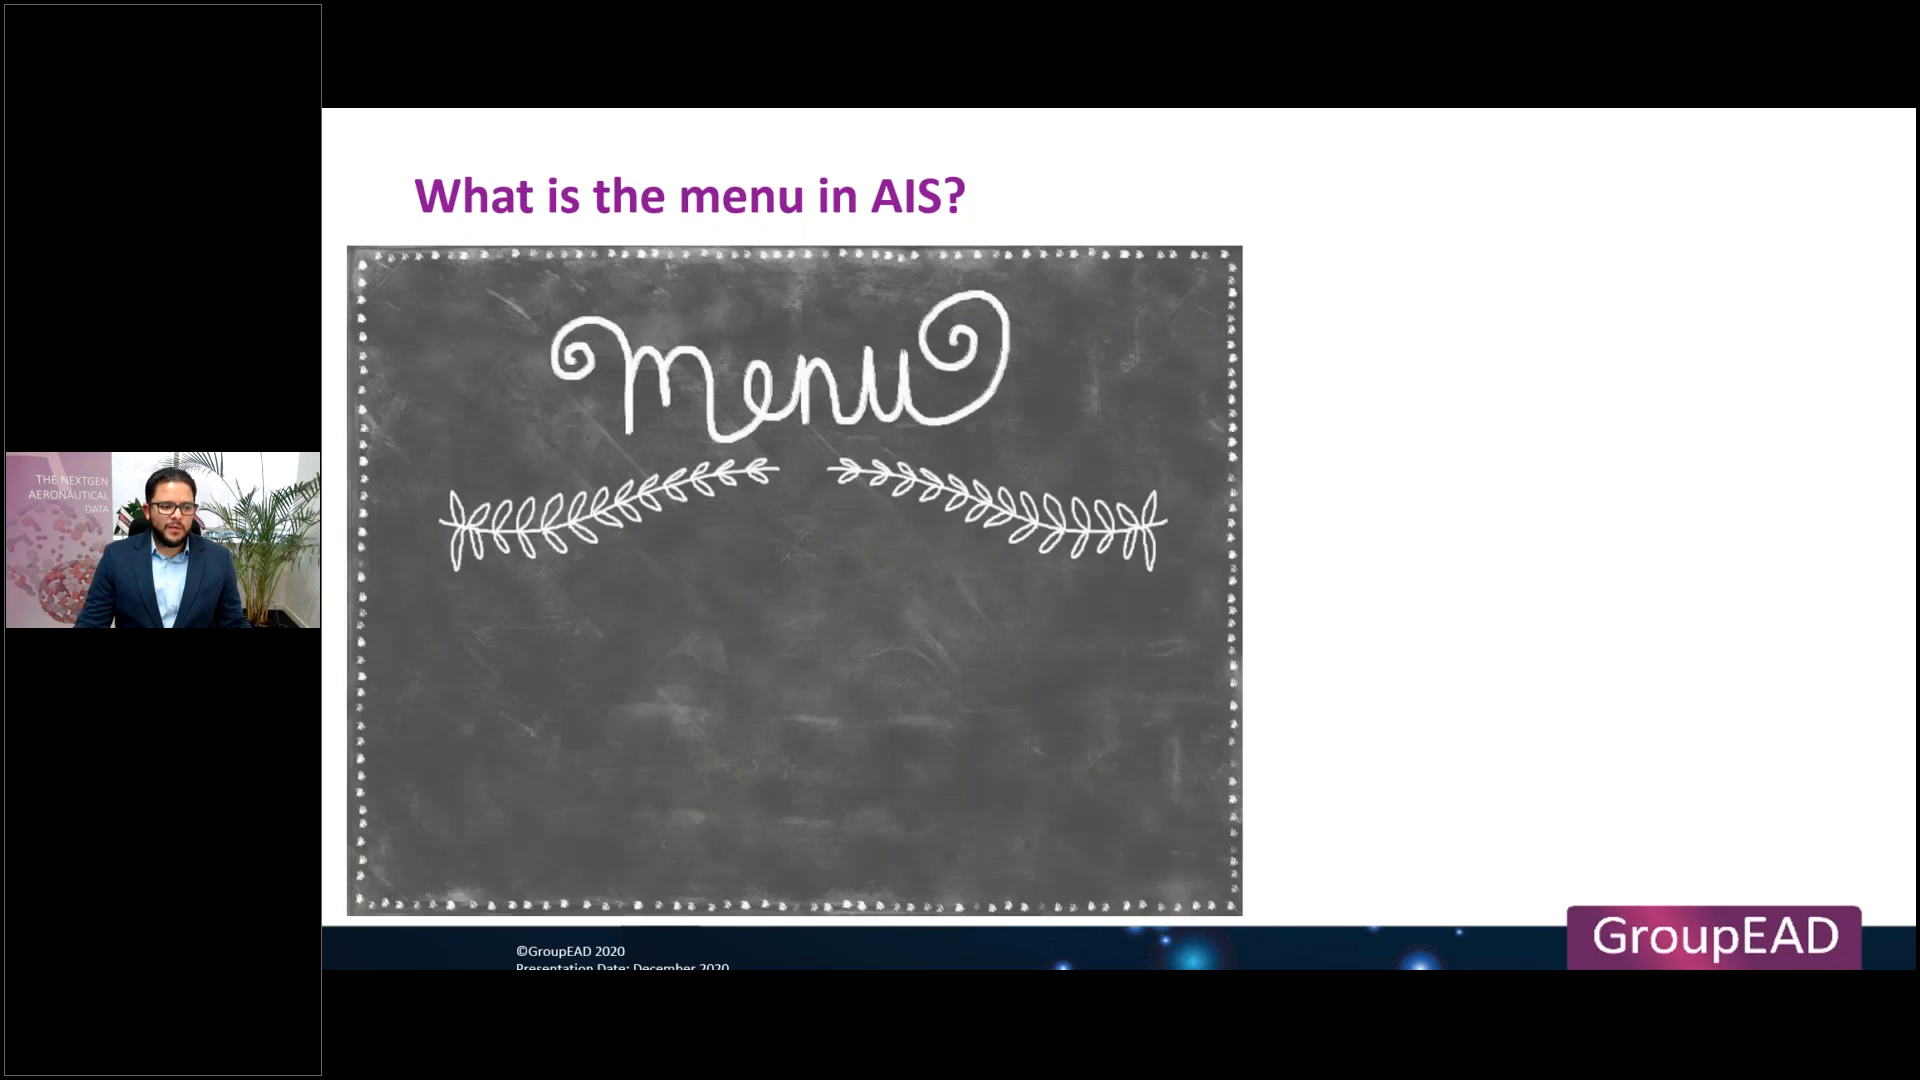 THE NEXTGEN
AERONAUTICAL
DATA
What is the menu in AIS?
menu
©GroupEAD 2020
Presentation Date: December 2020
GroupEAD